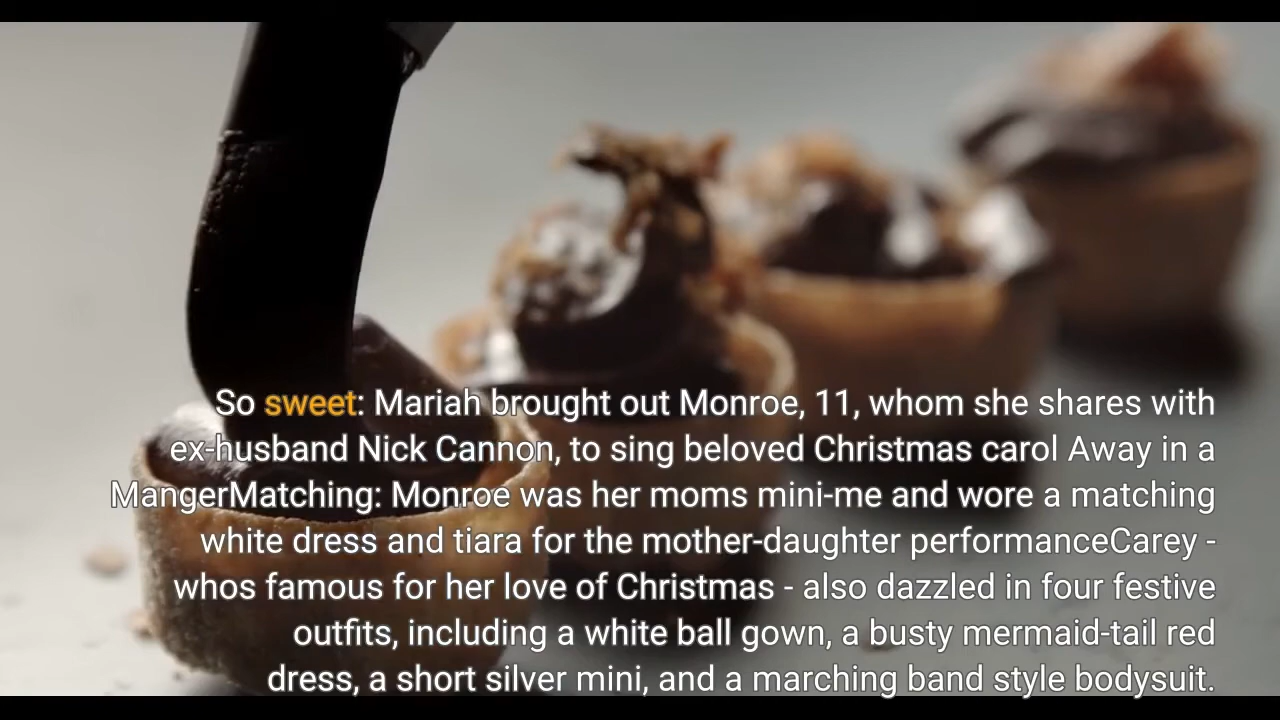 So sweet: Mariah brought out Monroe, 11, whom she shares with
ex-husband Nick Cannon, to sing beloved Christmas carol Away in a
MangerMatching: Monroe was her moms mini-me and wore a matching
white dress and tiara for the mother-daughter performanceCarey -
whos famous for her love of Christmas - also dazzled in four festive
outfits, including a white ball gown, a busty mermaid-tail red
dress, a short silver mini, and a marching band style bodysuit.